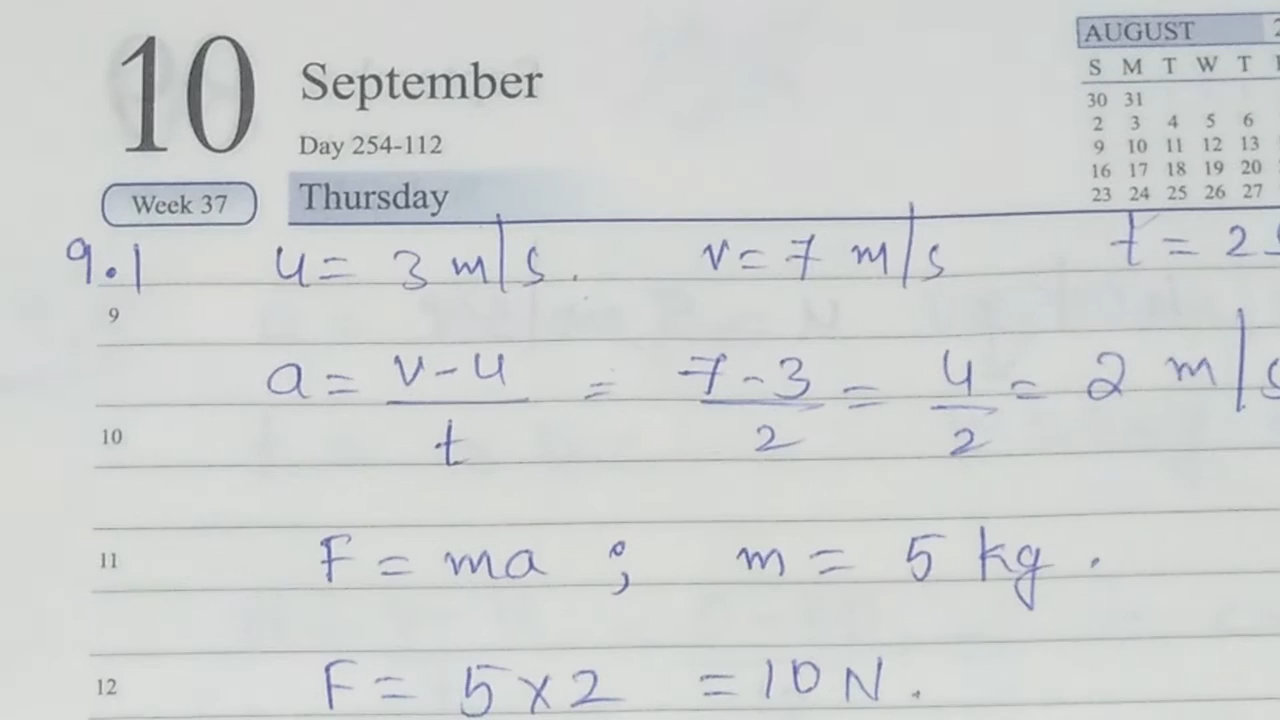 10 September
Day 254-112
Week 37 Thursday
AUGUST
S M T W T
30 31
2 3 4 5 6
9 10 11 12 13
16 17 18 19 20
23 24 25 26 27
9.1 u = 3 m/s. v = 7 m/s t = 2
9
a = v-u/t = 7-3/2 = 4/2 = 2 m/s
10
11 F = ma ; m = 5 kg.
12 F = 5 x 2 = 10 N.